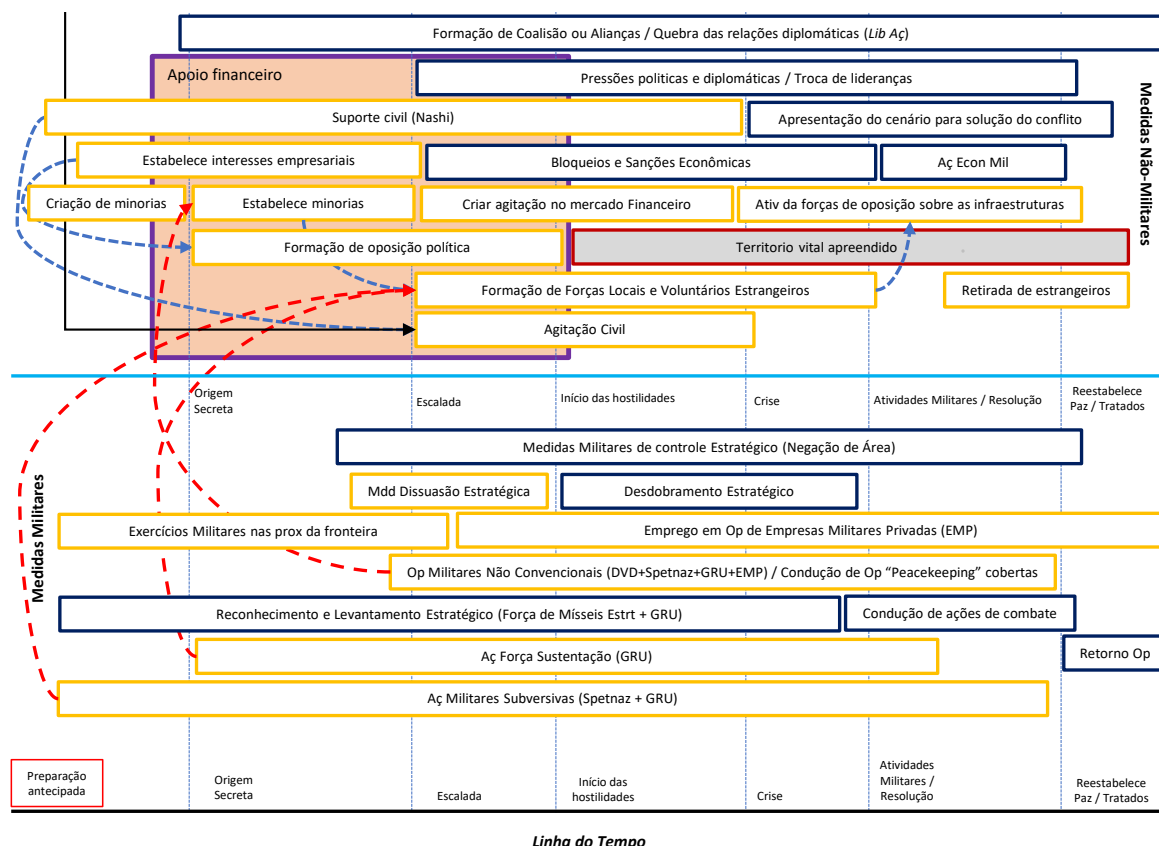 Formação de Coalisão ou Alianças / Quebra das relações diplomáticas (Lib Aç)
Apoio financeiro
Pressões politicas e diplomáticas / Troca de lideranças
Suporte civil (Nashi)
Apresentação do cenário para solução do conflito
Estabelece interesses empresariais
Bloqueios e Sanções Econômicas
Aç Econ Mil
Criação de minorias
Estabelece minorias
Criar agitação no mercado Financeiro
Ativ da forças de oposição sobre as infraestruturas
Formação de oposição política
Territorio vital apreendido
Formação de Forças Locais e Voluntários Estrangeiros
Retirada de estrangeiros
Agitação Civil
Medidas Não-Militares
Origem
Secreta
Escalada
Início das hostilidades
Crise
Atividades Militares / Resolução
Reestabelece
Paz / Tratados
Medidas Militares
Medidas Militares de controle Estratégico (Negação de Área)
Mdd Dissuasão Estratégica
Desdobramento Estratégico
Exercícios Militares nas prox da fronteira
Emprego em Op de Empresas Militares Privadas (EMP)
Op Militares Não Convencionais (DVD+Spetnaz+GRU+EMP) / Condução de Op “Peacekeeping” cobertas
Reconhecimento e Levantamento Estratégico (Força de Mísseis Estrt + GRU)
Condução de ações de combate
Aç Força Sustentação (GRU)
Retorno Op
Aç Militares Subversivas (Spetnaz + GRU)
Preparação
antecipada
Origem
Secreta
Escalada
Início das
hostilidades
Crise
Atividades
Militares /
Resolução
Reestabelece
Paz / Tratados
Linha do Tempo